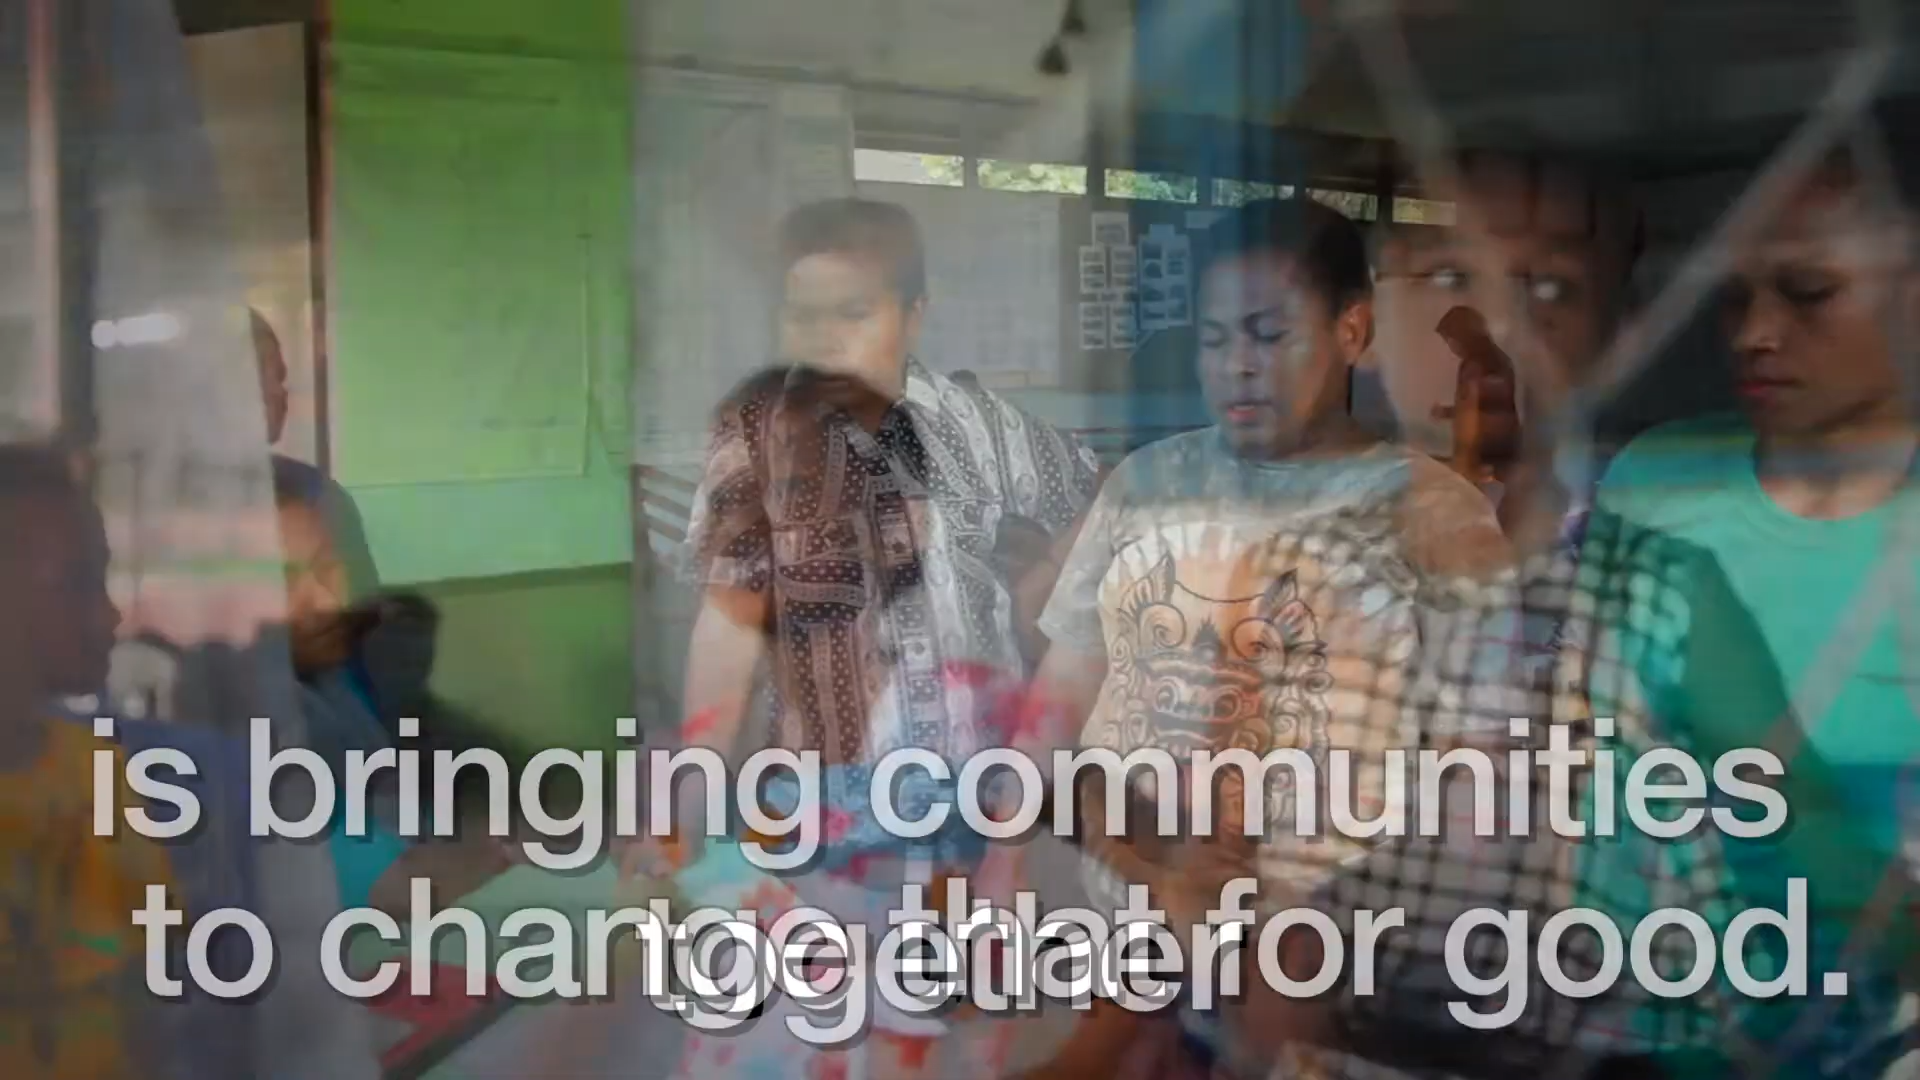 is bringing communities
to change that for good.
together